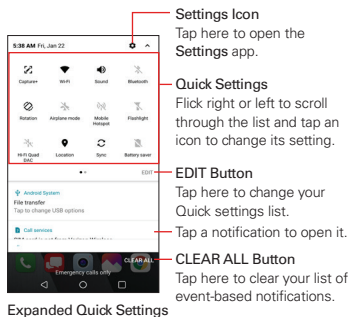 Settings Icon
Tap here to open the
Settings app.
5:38 AM Fri, Jan 22
Capture+ Wi-Fi Sound Bluetooth
Rotation Airplane mode Mobile Hotspot Flashlight
Hi-Fi Quad DAC Location Sync Battery saver
EDIT
Quick Settings
Flick right or left to scroll
through the list and tap an
icon to change its setting.
EDIT Button
Tap here to change your
Quick settings list.
Android System
File transfer
Tap to change USB options
Call services
Tap a notification to open it.
CLEAR ALL
Emergency calls only
CLEAR ALL Button
Tap here to clear your list of
event-based notifications.
Expanded Quick Settings